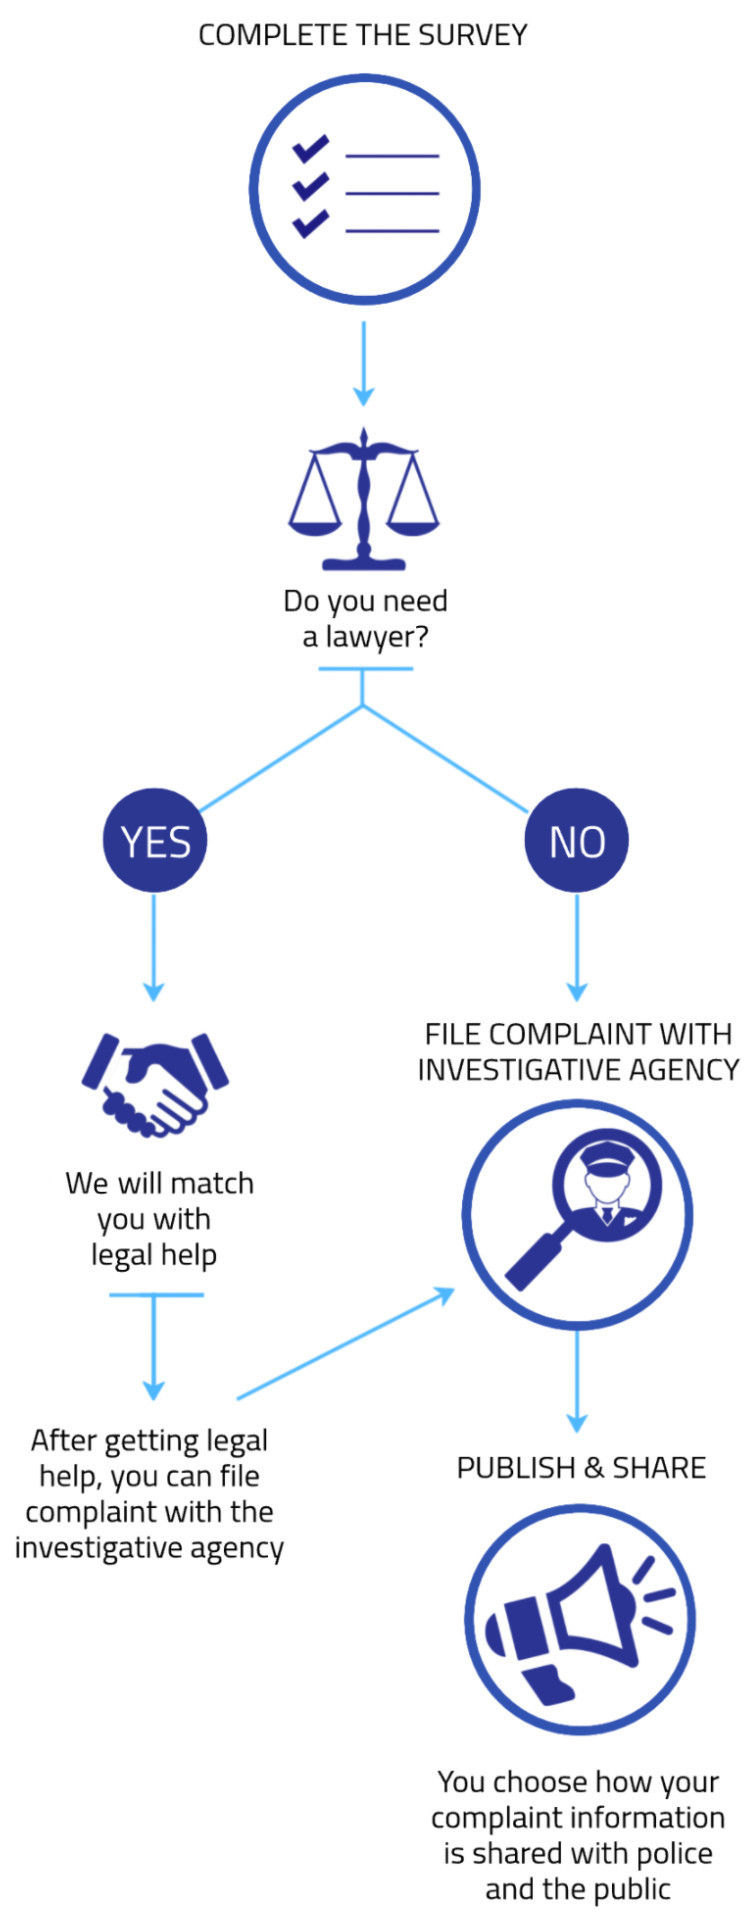 COMPLETE THE SURVEY
Do you need
a lawyer?
YES
NO
We will match
you with
legal help
After getting legal
help, you can file
complaint with the
investigative agency
FILE COMPLAINT WITH
INVESTIGATIVE AGENCY
PUBLISH & SHARE
You choose how your
complaint information
is shared with police
and the public